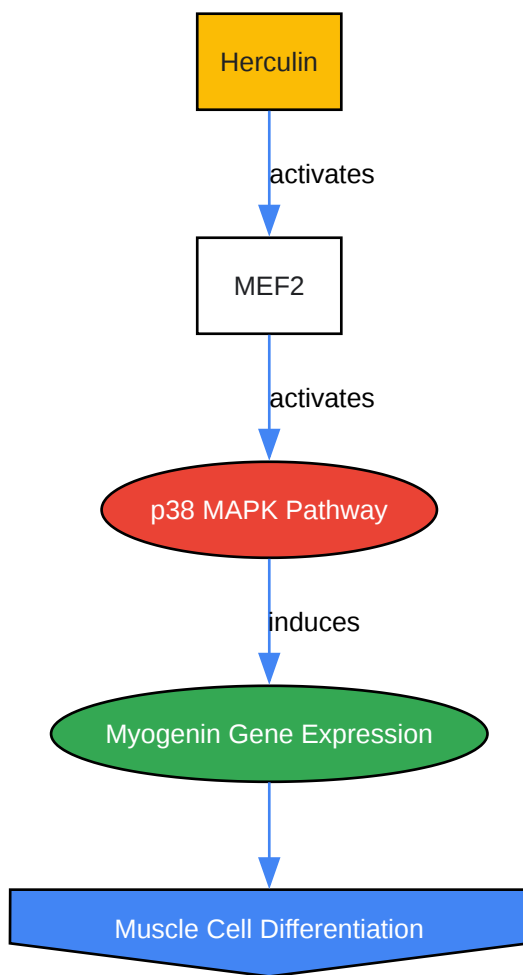 Herculin
activates
MEF2
activates
p38 MAPK Pathway
induces
Myogenin Gene Expression
Muscle Cell Differentiation